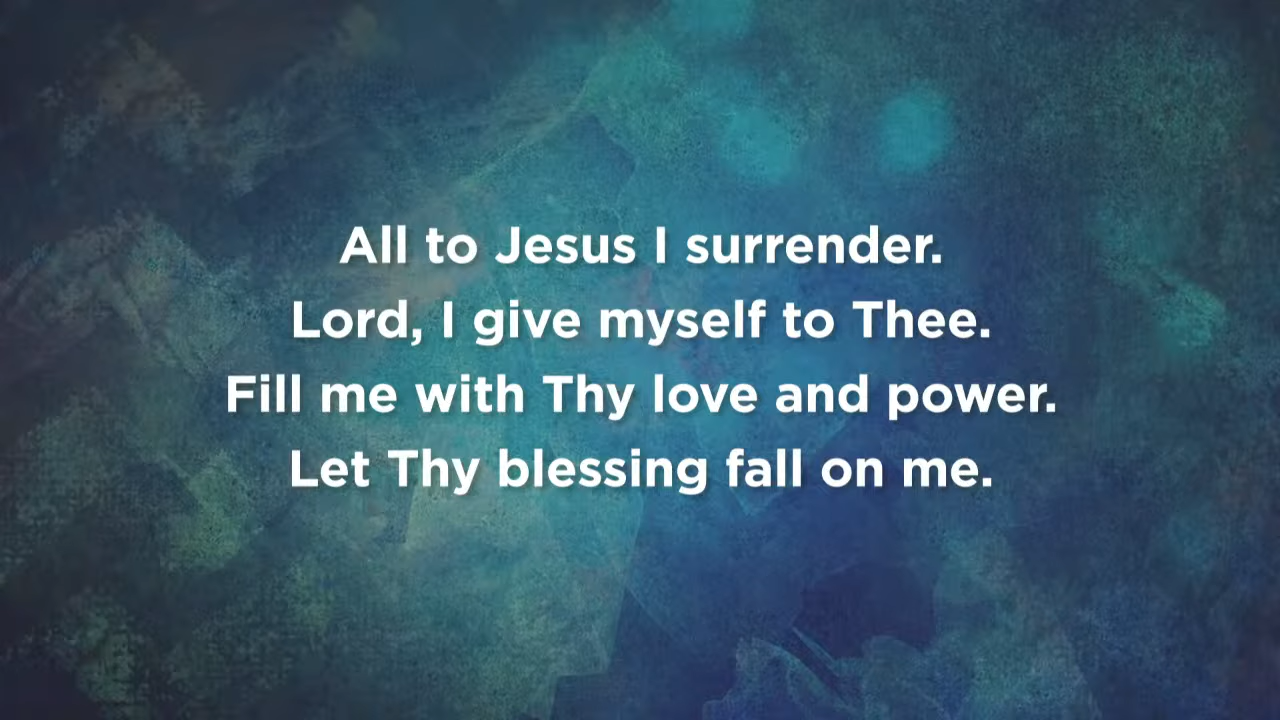 All to Jesus I surrender.
Lord, I give myself to Thee.
Fill me with Thy love and power.
Let Thy blessing fall on me.